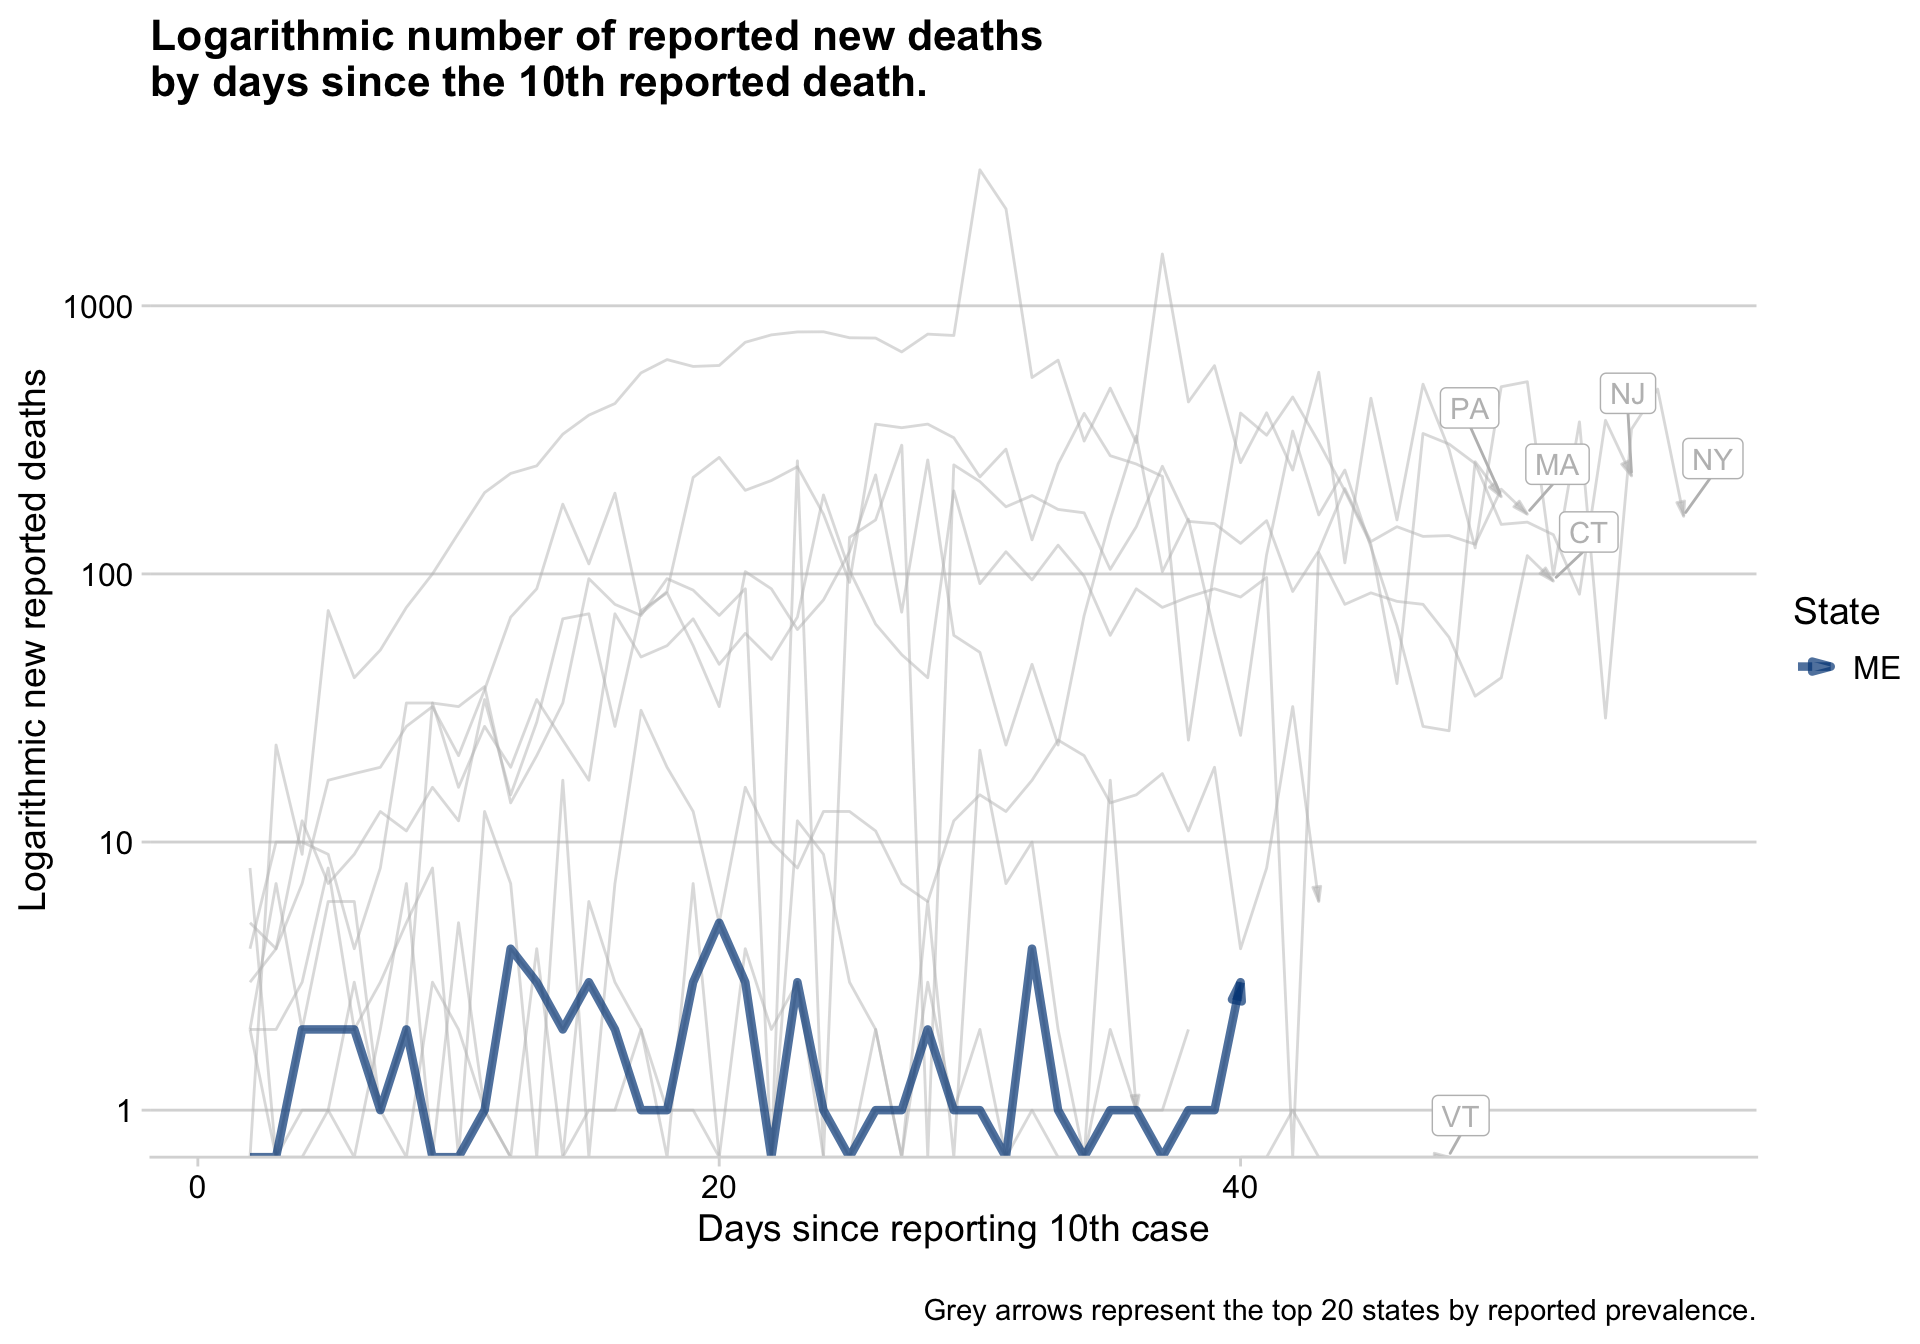 Logarithmic number of reported new deaths
by days since the 10th reported death.
Logarithmic new reported deaths
1000
100
10
1
PA
MA
NJ
NY
CT
VT
State
ME
0
20
40
Days since reporting 10th case
Grey arrows represent the top 20 states by reported prevalence.